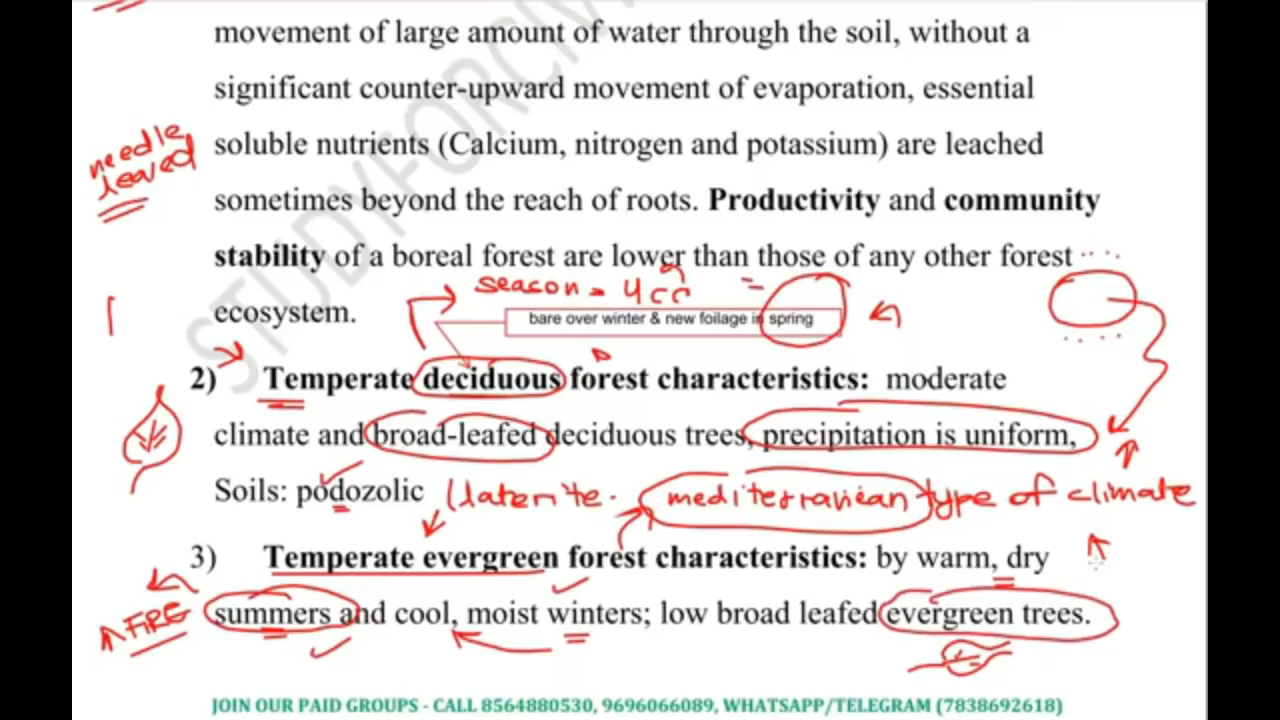 movement of large amount of water through the soil, without a
significant counter-upward movement of evaporation, essential
needle
leaved
soluble nutrients (Calcium, nitrogen and potassium) are leached
sometimes beyond the reach of roots. Productivity and community
stability of a boreal forest are lower than those of any other forest
ecosystem.
season =
bare over winter & new foilage in spring
2) Temperate deciduous forest characteristics: moderate
climate and broad-leafed deciduous trees, precipitation is uniform,
Soils: podozolic (laterite. mediterranean type of climate
3) Temperate evergreen forest characteristics: by warm, dry
FIRE
summers and cool, moist winters; low broad leafed evergreen trees.
JOIN OUR PAID GROUPS - CALL 8564880530, 9696066089, WHATSAPP/TELEGRAM (7838692618)